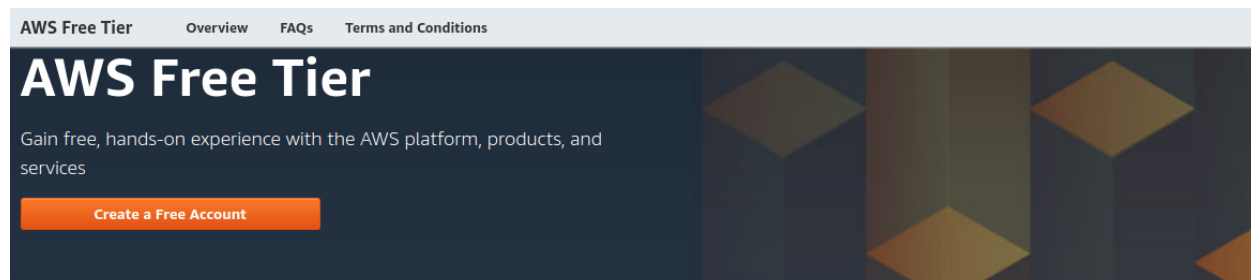 AWS Free Tier Overview FAQs Terms and Conditions
AWS Free Tier
Gain free, hands-on experience with the AWS platform, products, and
services
Create a Free Account